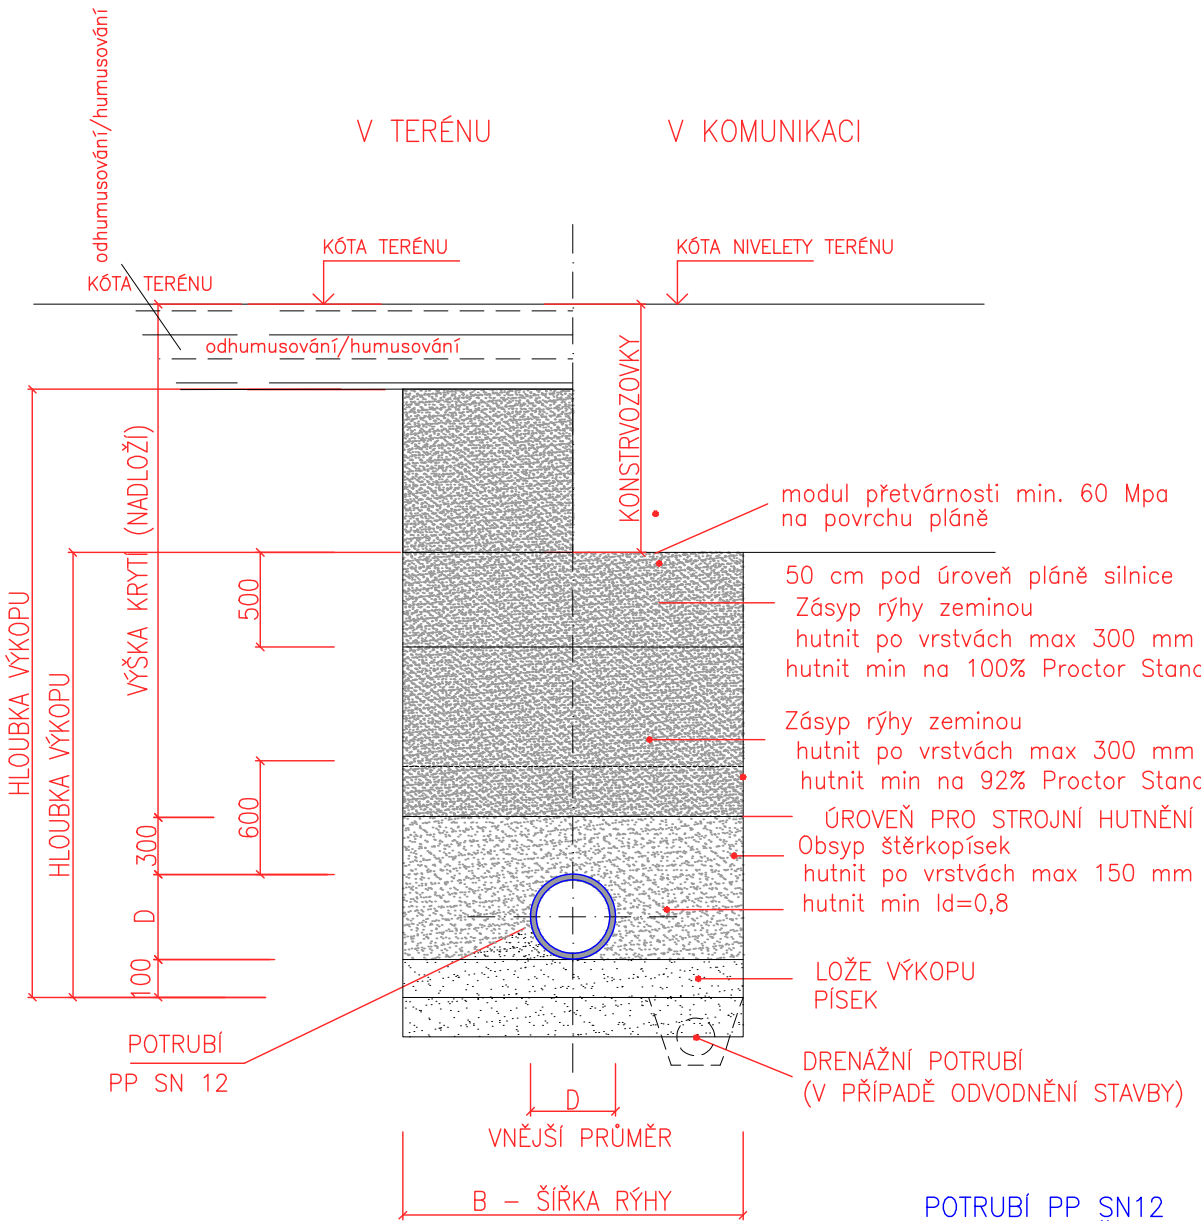 odhumusování/humusování
V TERÉNU
V KOMUNIKACI
KÓTA TERÉNU
KÓTA NIVELETY TERÉNU
KÓTA TERÉNU
odhumusování/humusování
KONSTRVOZOVKY
VÝŠKA KRYTÍ (NADLOŽÍ)
HLOUBKA VÝKOPU
HLOUBKA VÝKOPU
500
600
300
D
100
modul přetvárnosti min. 60 Mpa
na povrchu pláně
50 cm pod úroveň pláně silnice
Zásyp rýhy zeminou
hutnit po vrstvách max 300 mm
hutnit min na 100% Proctor Stand
Zásyp rýhy zeminou
hutnit po vrstvách max 300 mm
hutnit min na 92% Proctor Stand
ÚROVEŇ PRO STROJNÍ HUTNĚNÍ
Obsyp štěrkopísek
hutnit po vrstvách max 150 mm
hutnit min Id=0,8
LOŽE VÝKOPU
PÍSEK
POTRUBÍ
PP SN 12
DRENÁŽNÍ POTRUBÍ
(V PŘÍPADĚ ODVODNĚNÍ STAVBY)
D
VNĚJŠÍ PRŮMĚR
B – ŠÍŘKA RÝHY
POTRUBÍ PP SN12